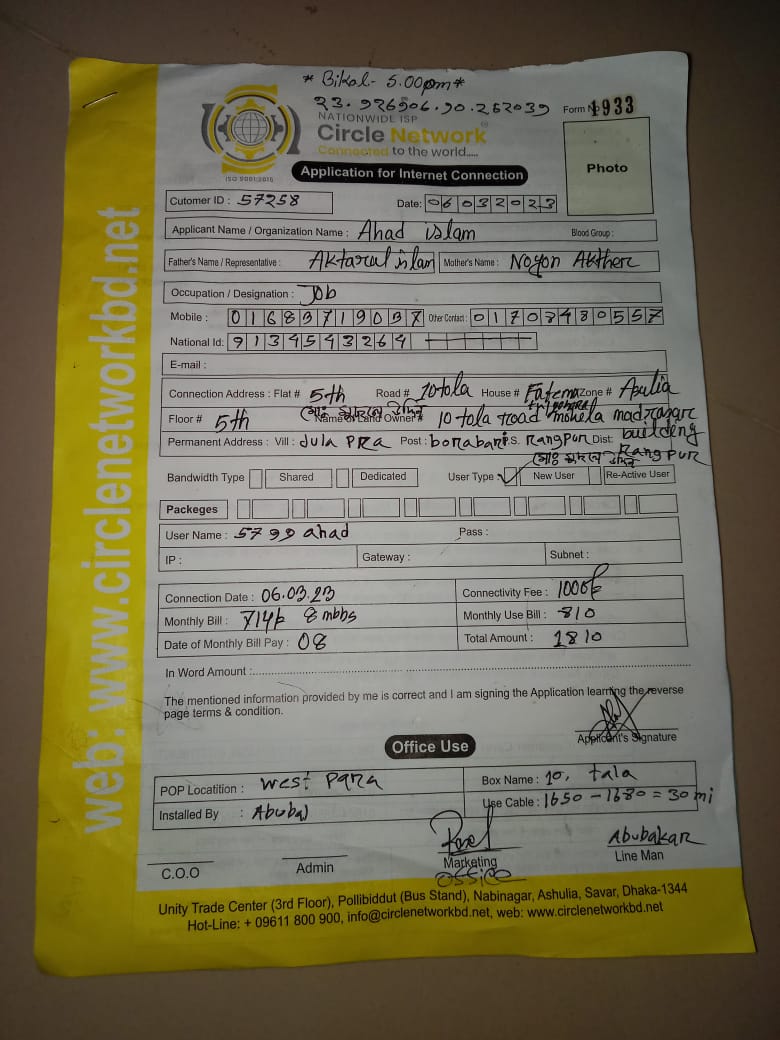 * Bikal - 5.00pm *
23.926906.90.252039
Form No 1933
NATIONWIDE ISP
Circle Network
Connected to the world.....
ISO 9001:2015
Application for Internet Connection
Photo
Cutomer ID : 57258
Date: 06032023
Applicant Name / Organization Name : Ahad islam
Blood Group :
Father's Name / Representative : Aktarul islam
Mother's Name : Noyon Akther
Occupation / Designation : Job
Mobile : 01683719037
Other Contact : 01703480557
National Id: 9134543264
E-mail :
Connection Address : Flat # 5th Road # 10tola House # Fatema Zone # Asulia
Floor # 5th Name of Land Owner # 10 tola road mohela madrasar building
Permanent Address : Vill : dula PRa Post : borabari P.S. Rangpur Dist: Rangpur
Bandwidth Type Shared Dedicated
User Type ✓ New User Re-Active User
Packeges
User Name : 5799 ahad
Pass :
IP :
Gateway :
Subnet :
Connection Date : 06.03.23
Connectivity Fee : 1000
Monthly Bill : 714 8 mbbs
Monthly Use Bill : 810
Date of Monthly Bill Pay : 08
Total Amount : 1810
In Word Amount :
The mentioned information provided by me is correct and I am signing the Application learning the reverse
page terms & condition.
Applicant's Signature
Office Use
POP Locatition : West Para
Box Name : 10, tala
Installed By : Abubal
Use Cable : 1650 - 1680 = 30 mi
C.O.O
Admin
Marketing
office
Abubakar
Line Man
Unity Trade Center (3rd Floor), Pollibiddut (Bus Stand), Nabinagar, Ashulia, Savar, Dhaka-1344
Hot-Line: + 09611 800 900, info@circlenetworkbd.net, web: www.circlenetworkbd.net
web: www.circlenetworkbd.net